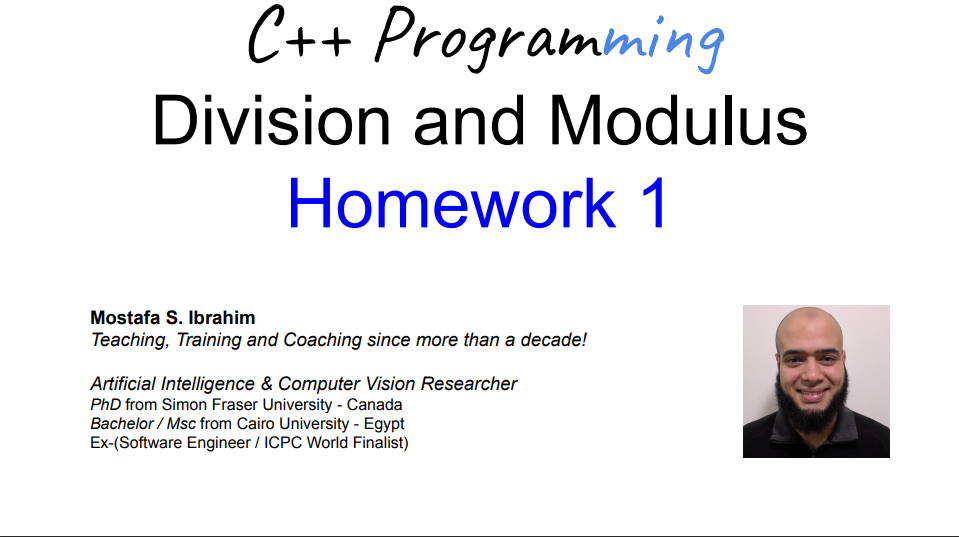 C++ Programming
Division and Modulus
Homework 1
Mostafa S. Ibrahim
Teaching, Training and Coaching since more than a decade!
Artificial Intelligence & Computer Vision Researcher
PhD from Simon Fraser University - Canada
Bachelor / Msc from Cairo University - Egypt
Ex-(Software Engineer / ICPC World Finalist)